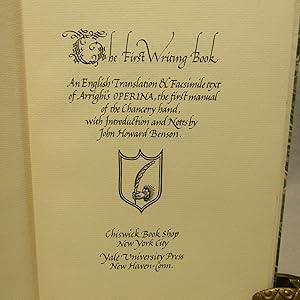 The First Writing Book
An English Translation & Facsimile text
of Arrighi's OPERINA, the first manual
of the Chancery hand,
with Introduction and Notes by
John Howard Benson.
Chiswick Book Shop
New York City
Yale University Press
New Haven-Conn.